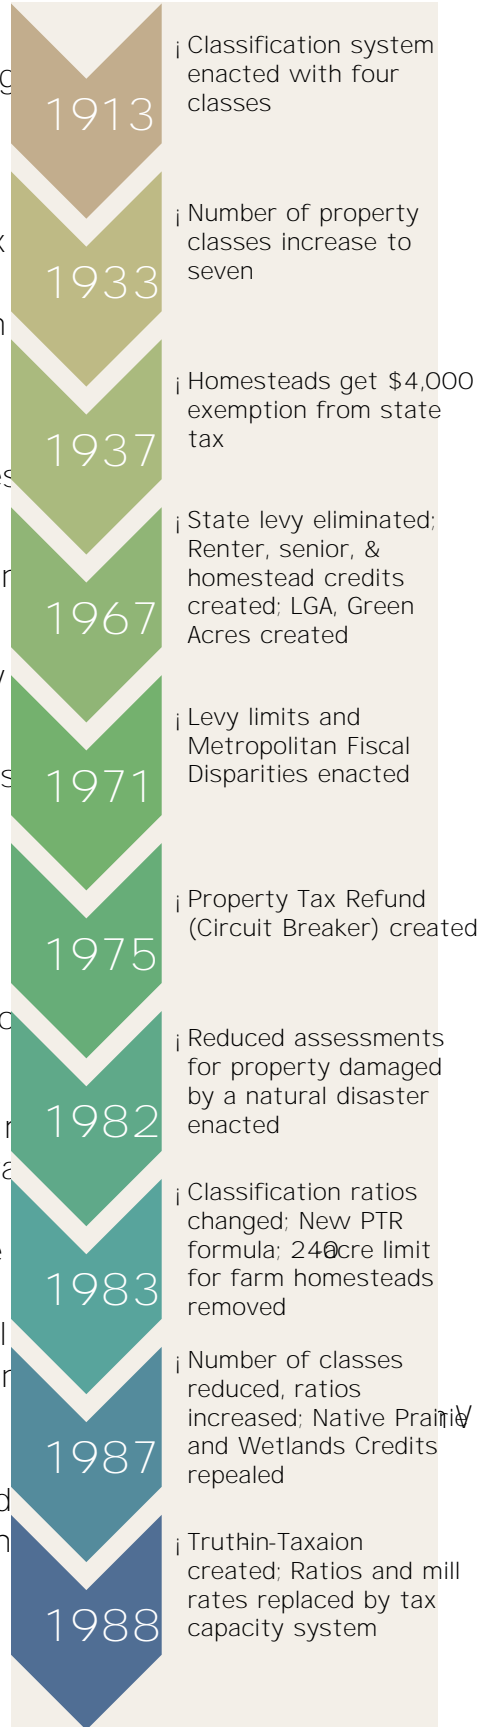 1913
¡ Classification system
enacted with four
classes
1933
¡ Number of property
classes increase to
seven
1937
¡ Homesteads get $4,000
exemption from state
tax
1967
¡ State levy eliminated;
Renter, senior, &
homestead credits
created; LGA, Green
Acres created
1971
¡ Levy limits and
Metropolitan Fiscal
Disparities enacted
1975
¡ Property Tax Refund
(Circuit Breaker) created
1982
¡ Reduced assessments
for property damaged
by a natural disaster
enacted
1983
¡ Classification ratios
changed; New PTR
formula; 240-acre limit
for farm homesteads
removed
1987
¡ Number of classes
reduced, ratios
increased; Native Prairie
and Wetlands Credits
repealed
1988
¡ Truth-in-Taxaion
created; Ratios and mill
rates replaced by tax
capacity system